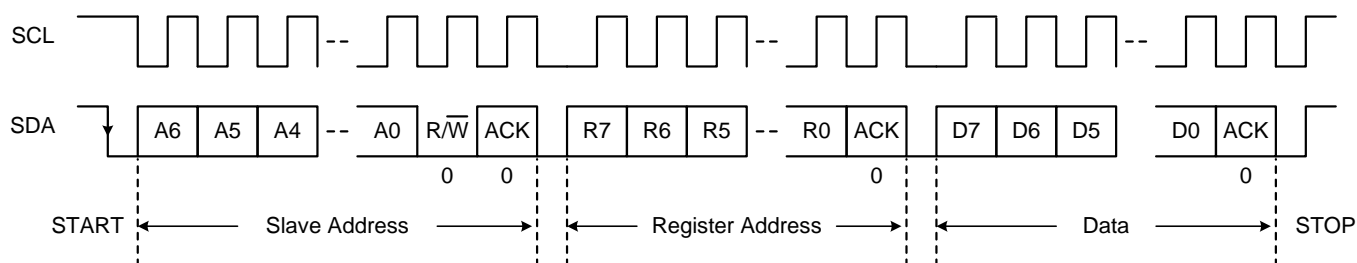 SCL
SDA A6 A5 A4 -- A0 R/W̅ ACK R7 R6 R5 -- R0 ACK D7 D6 D5 -- D0 ACK
0 0 0 0
START Slave Address Register Address Data STOP